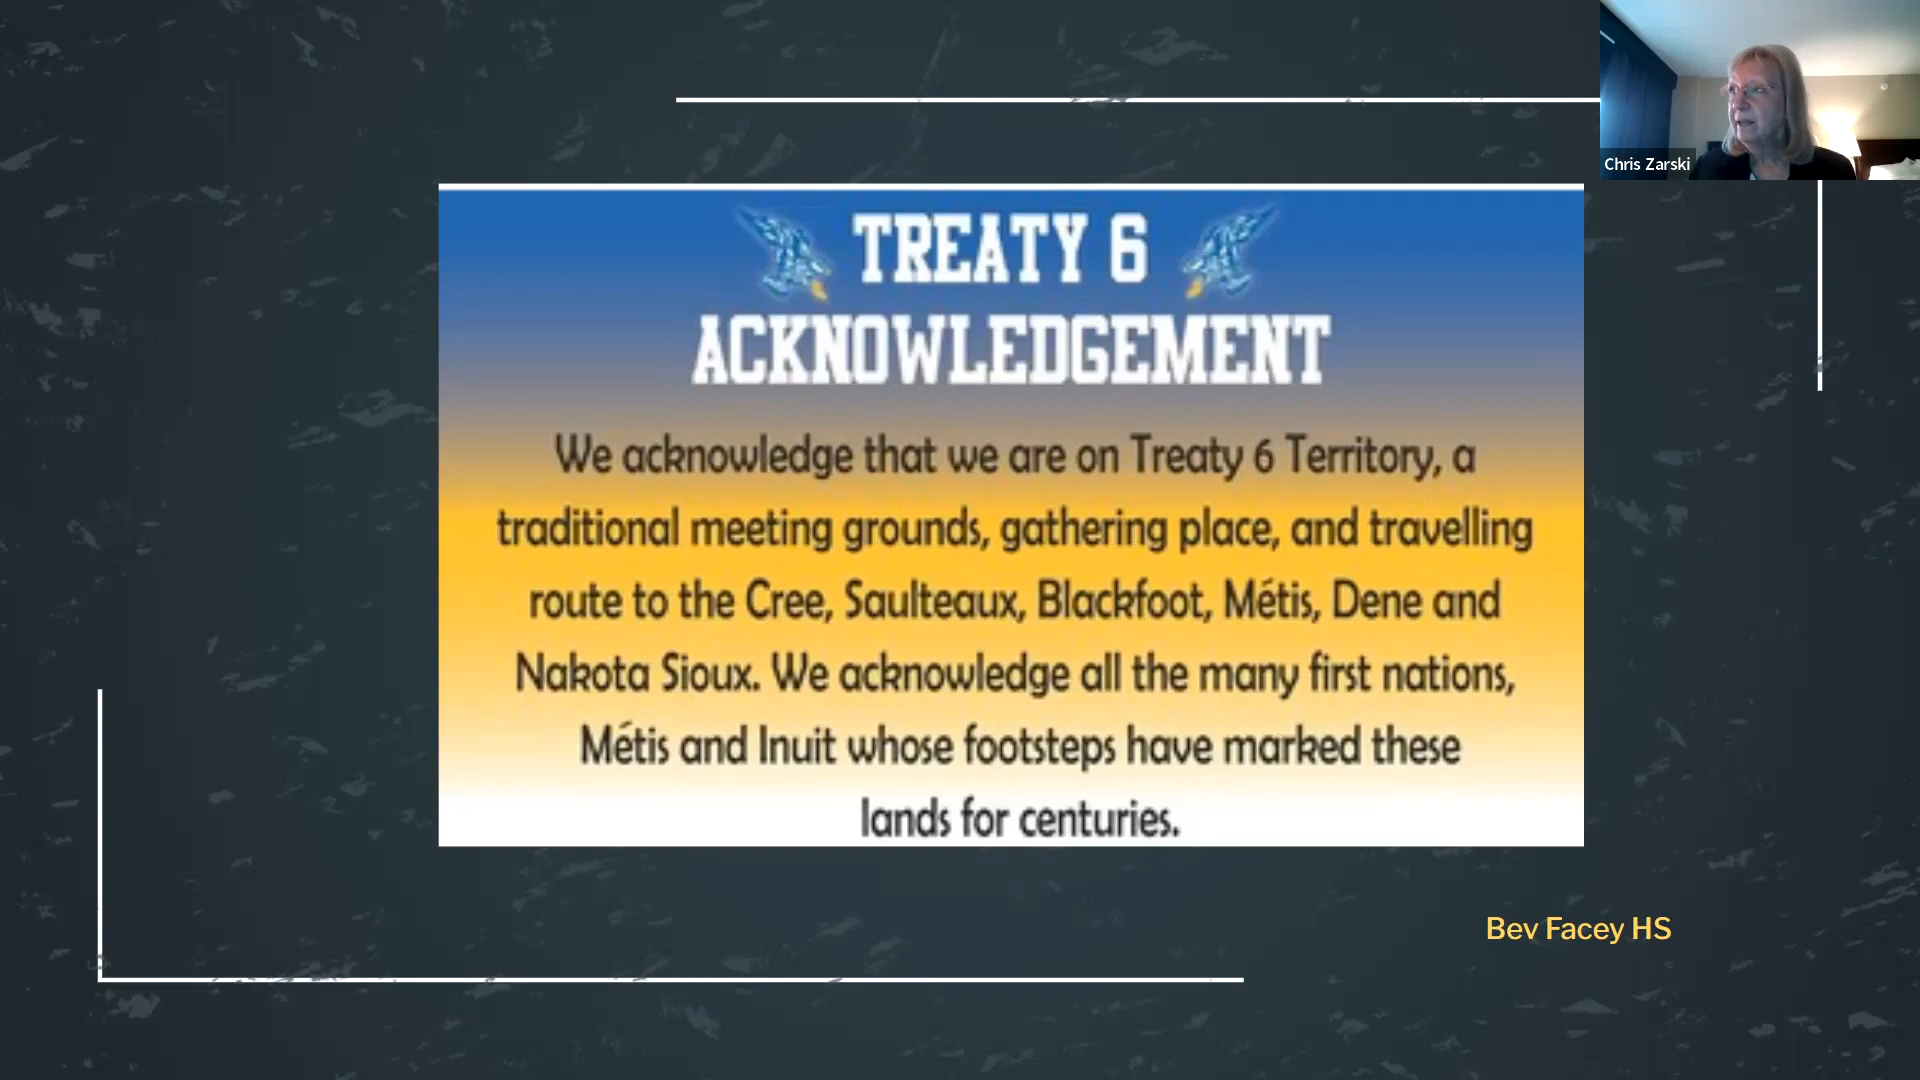 Chris Zarski
TREATY 6
ACKNOWLEDGEMENT
We acknowledge that we are on Treaty 6 Territory, a
traditional meeting grounds, gathering place, and travelling
route to the Cree, Saulteaux, Blackfoot, Métis, Dene and
Nakota Sioux. We acknowledge all the many first nations,
Métis and Inuit whose footsteps have marked these
lands for centuries.
Bev Facey HS